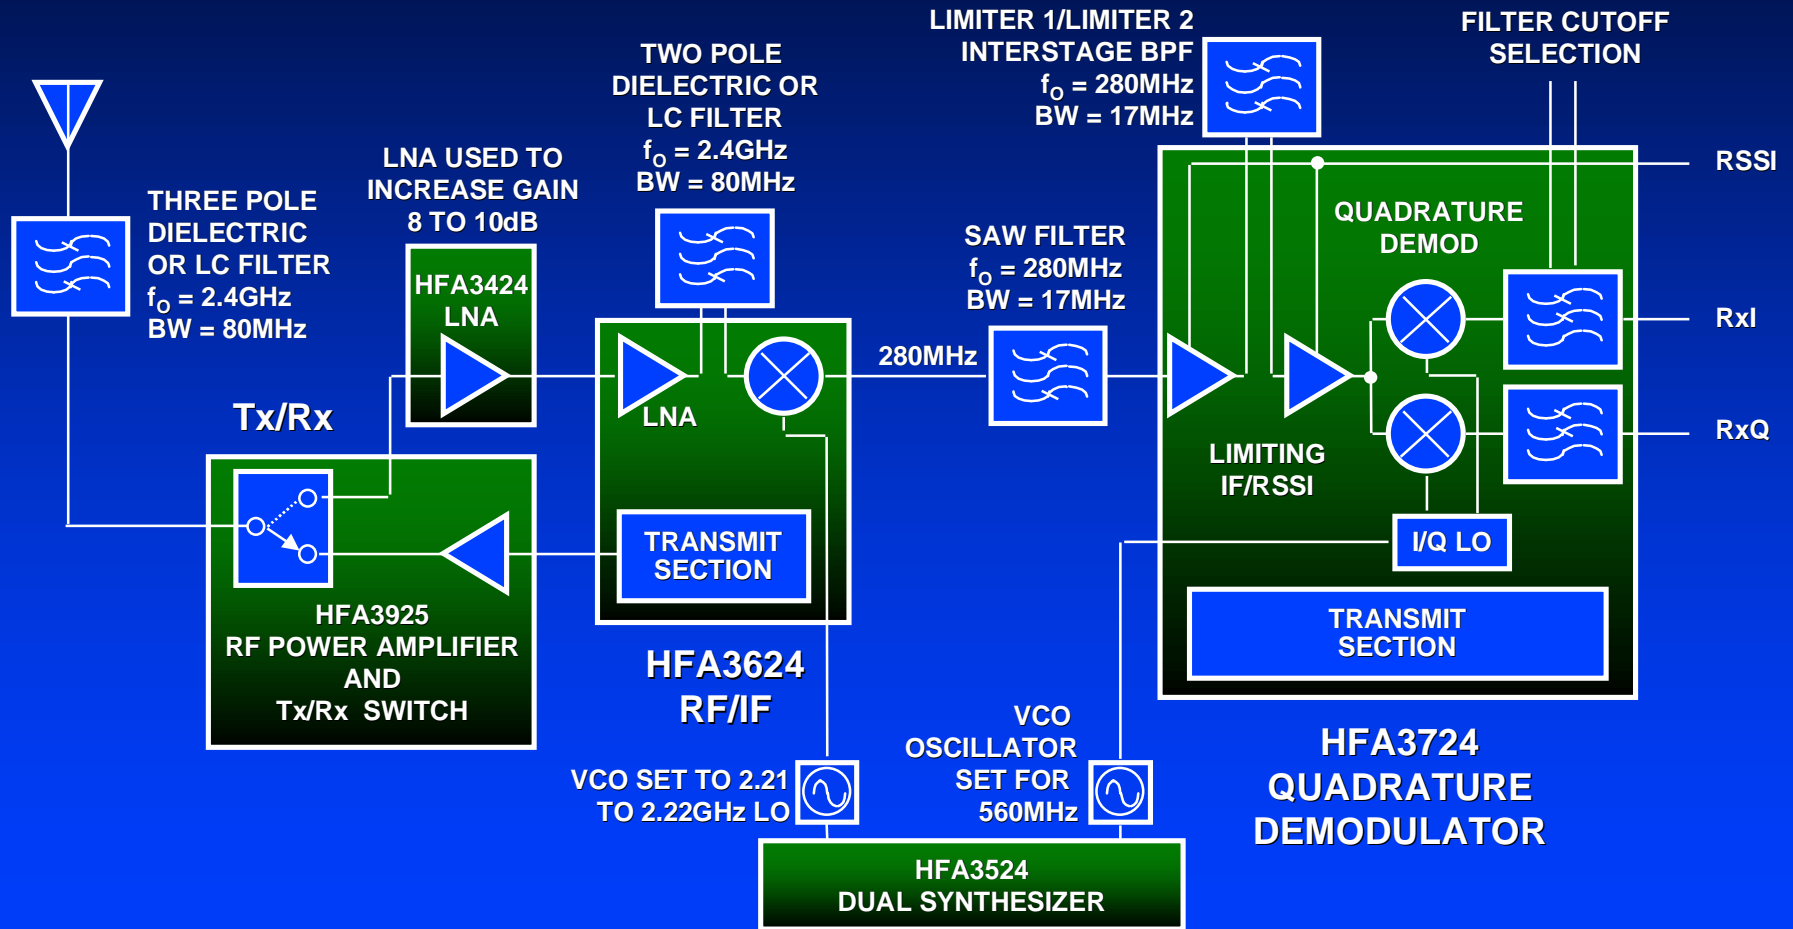 LIMITER 1/LIMITER 2
INTERSTAGE BPF
fO = 280MHz
BW = 17MHz
FILTER CUTOFF
SELECTION
TWO POLE
DIELECTRIC OR
LC FILTER
fO = 2.4GHz
BW = 80MHz
LNA USED TO
INCREASE GAIN
8 TO 10dB
THREE POLE
DIELECTRIC
OR LC FILTER
fO = 2.4GHz
BW = 80MHz
HFA3424
LNA
SAW FILTER
fO = 280MHz
BW = 17MHz
QUADRATURE
DEMOD
RSSI
RxI
RxQ
280MHz
LNA
Tx/Rx
LIMITING
IF/RSSI
I/Q LO
TRANSMIT
SECTION
TRANSMIT
SECTION
HFA3925
RF POWER AMPLIFIER
AND
Tx/Rx SWITCH
HFA3624
RF/IF
VCO SET TO 2.21
TO 2.22GHz LO
VCO
OSCILLATOR
SET FOR
560MHz
HFA3724
QUADRATURE
DEMODULATOR
HFA3524
DUAL SYNTHESIZER